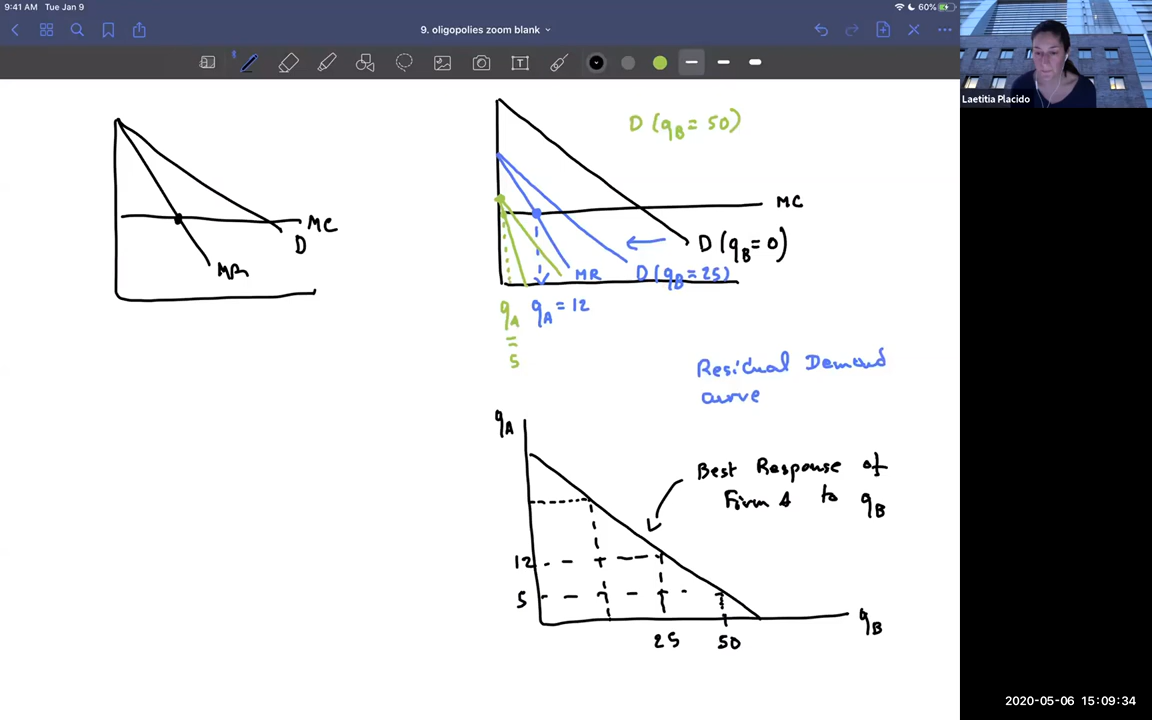 9:41 AM Tue Jan 9
60%
9. oligopolies zoom blank
Laetitia Placido
MC
D
MR
D (qB = 50)
MC
D (qB = 0)
MR
D (qB = 25)
qA = 12
qA
=
5
Residual Demand
curve
qA
Best Response of
Firm A to qB
12
5
25
50
qB
2020-05-06 15:09:34